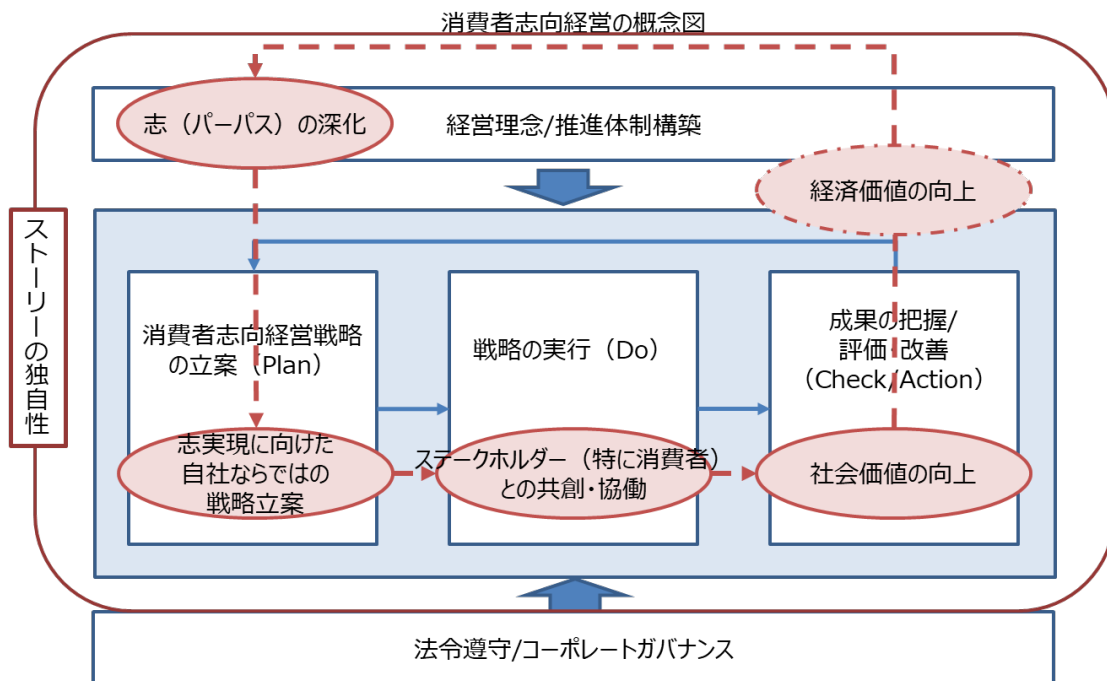 消費者志向経営の概念図
志（パーパス）の深化
経営理念/推進体制構築
経済価値の向上
ストーリーの独自性
消費者志向経営戦略
の立案（Plan）
戦略の実行（Do）
成果の把握/
評価・改善
（Check/Action）
志実現に向けた
自社ならではの
戦略立案
ステークホルダー（特に消費者）
との共創・協働
社会価値の向上
法令遵守/コーポレートガバナンス